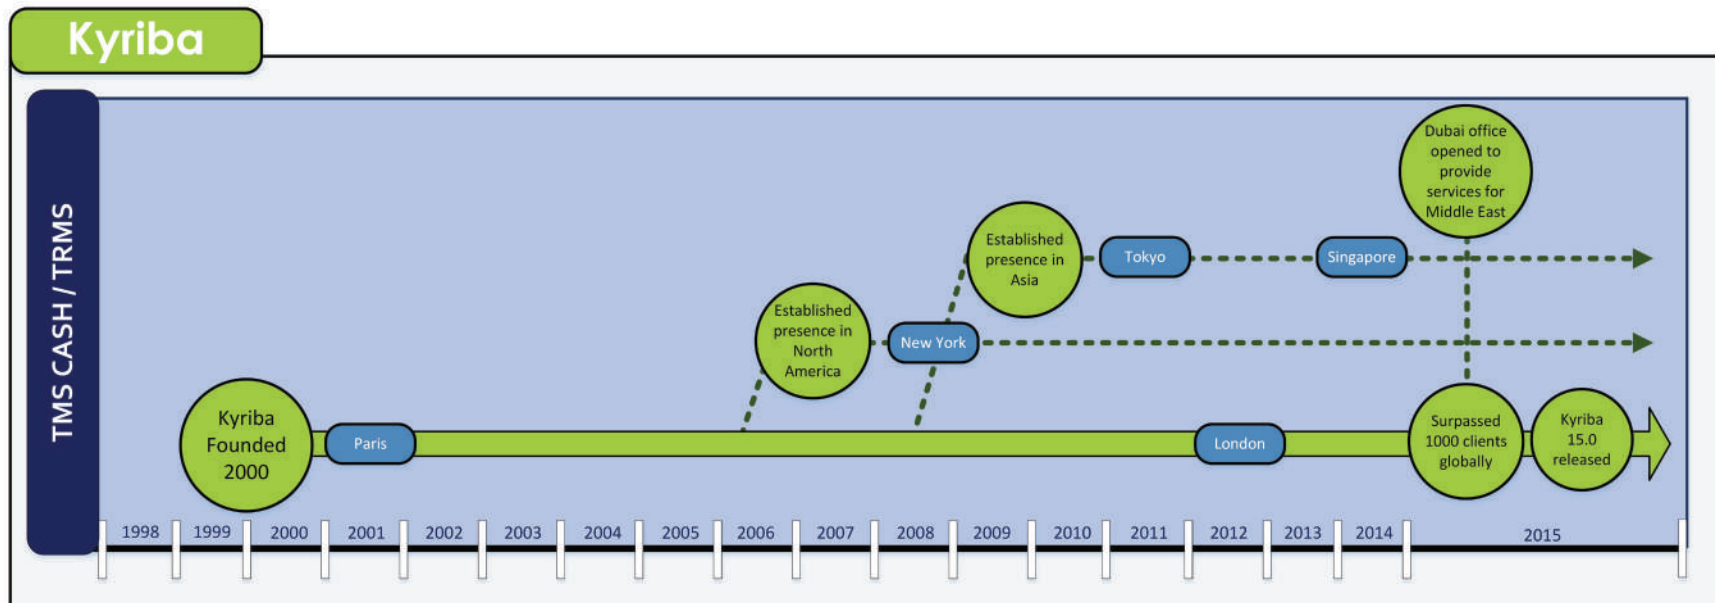 Kyriba
TMS CASH / TRMS
Dubai office
opened to
provide
services for
Middle East
Established
presence in
Asia
Tokyo
Singapore
Established
presence in
North
America
New York
Kyriba
Founded
2000
Paris
London
Surpassed
1000 clients
globally
Kyriba
15.0
released
1998 1999 2000 2001 2002 2003 2004 2005 2006 2007 2008 2009 2010 2011 2012 2013 2014 2015